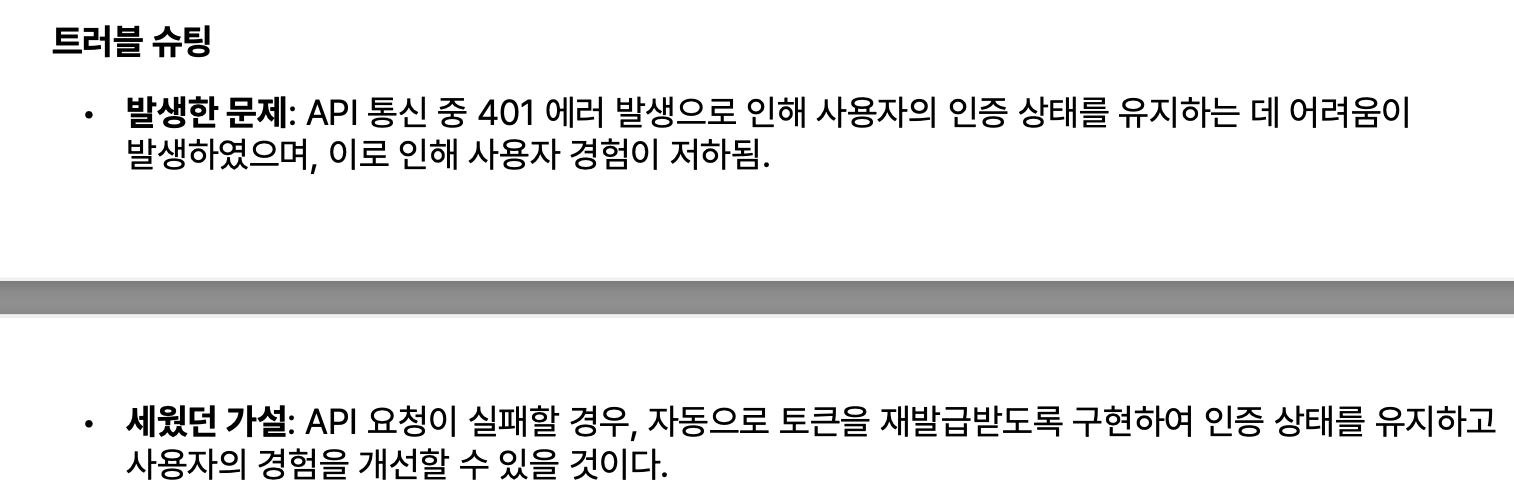 트러블 슈팅
• 발생한 문제: API 통신 중 401 에러 발생으로 인해 사용자의 인증 상태를 유지하는 데 어려움이
발생하였으며, 이로 인해 사용자 경험이 저하됨.
• 세웠던 가설: API 요청이 실패할 경우, 자동으로 토큰을 재발급받도록 구현하여 인증 상태를 유지하고
사용자의 경험을 개선할 수 있을 것이다.